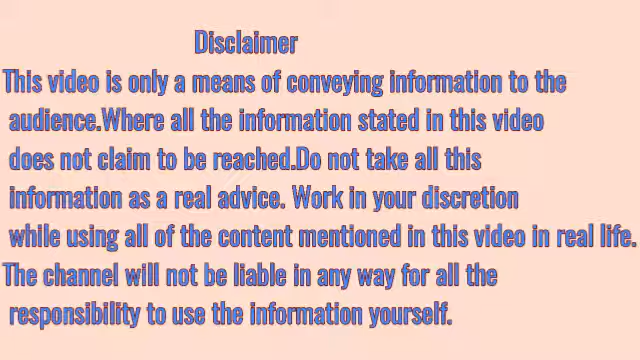 Disclaimer
This video is only a means of conveying information to the
audience.Where all the information stated in this video
does not claim to be reached.Do not take all this
information as a real advice. Work in your discretion
while using all of the content mentioned in this video in real life.
The channel will not be liable in any way for all the
responsibility to use the information yourself.